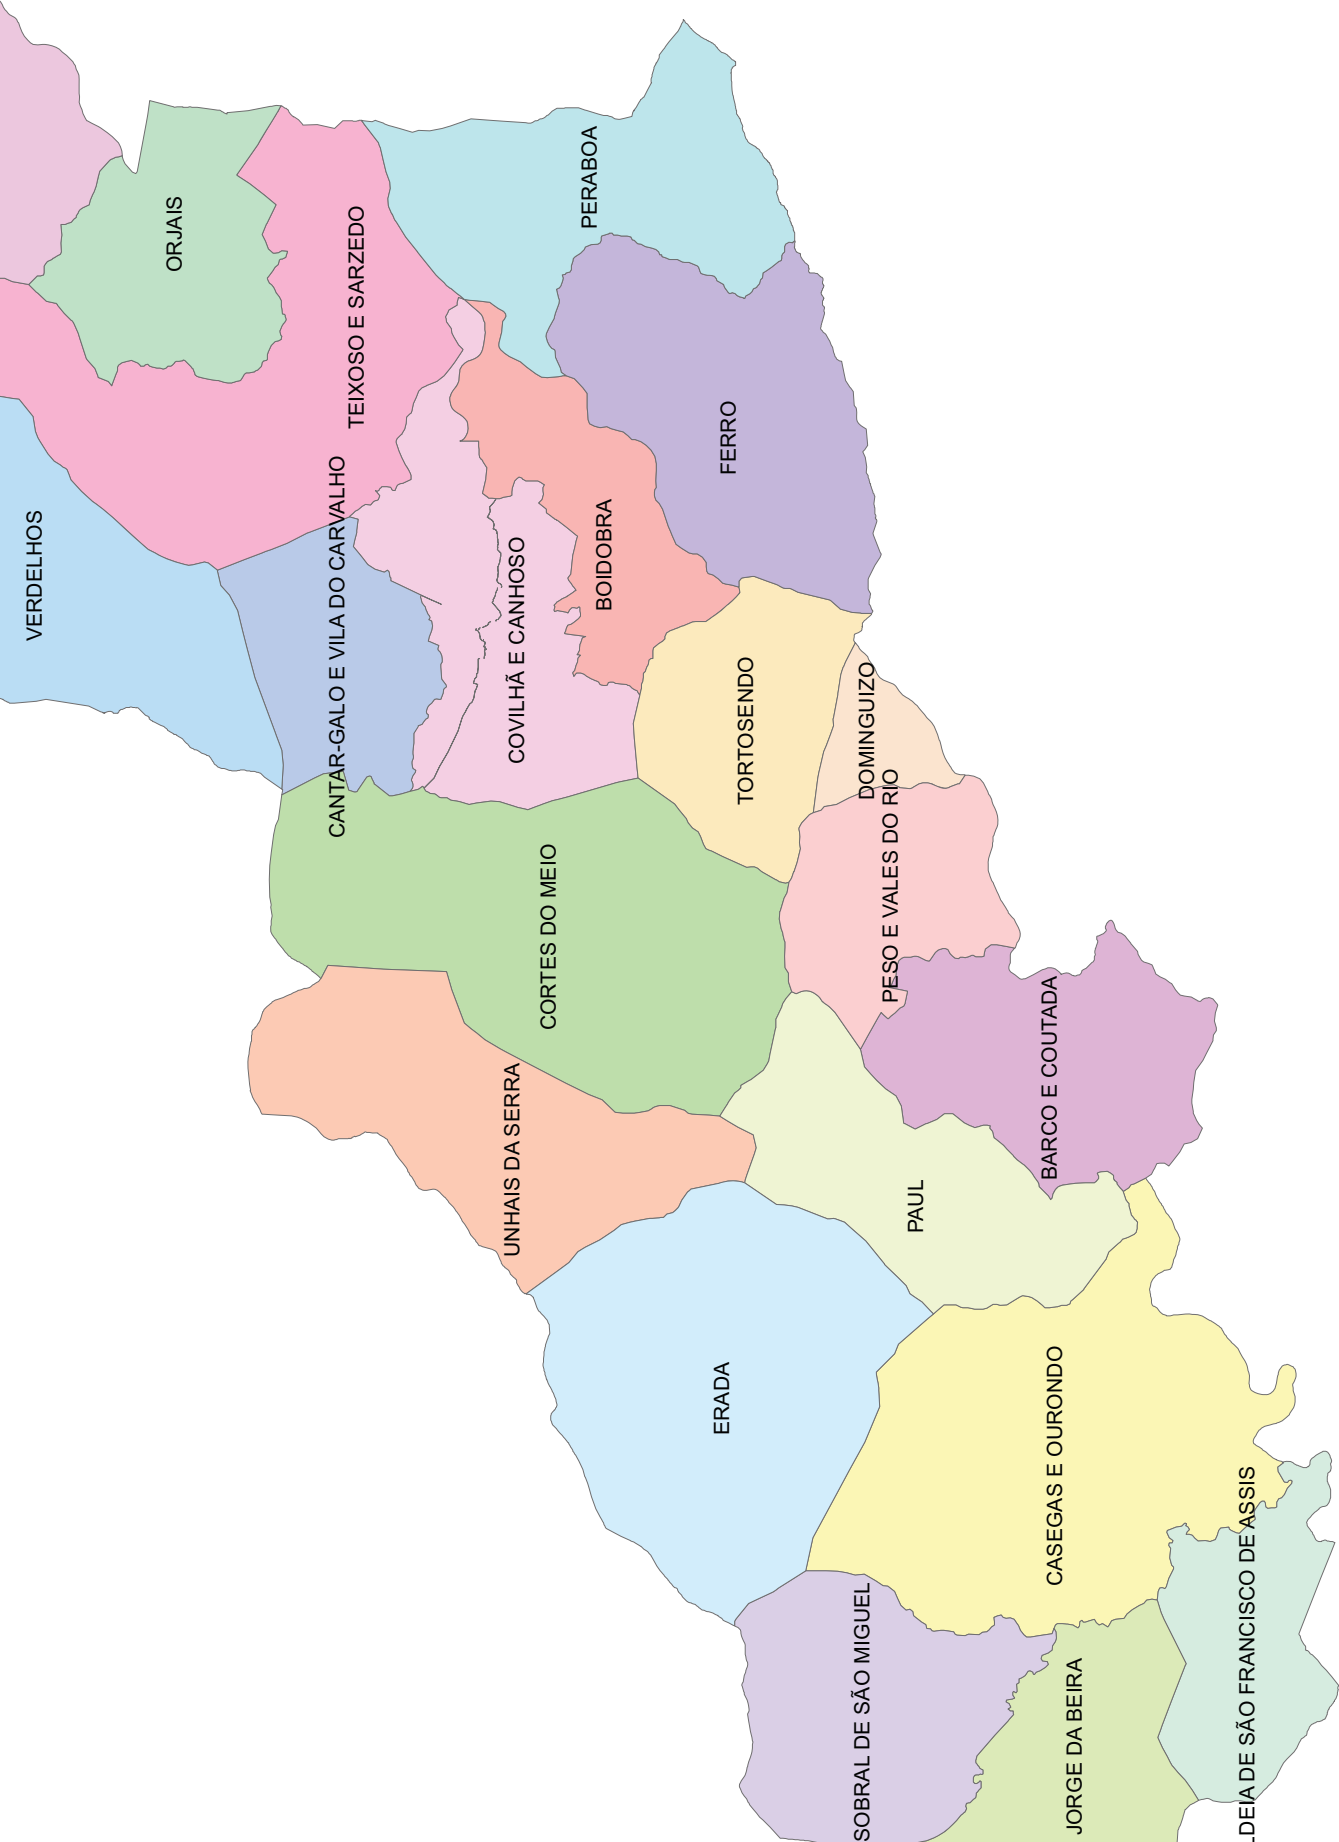 PERABOA
ORJAIS
TEIXOSO E SARZEDO
FERRO
VERDELHOS
CANTAR-GALO E VILA DO CARVALHO
COVILHÃ E CANHOSO
BOIDOBRA
TORTOSENDO
DOMINGUIZO
PESO E VALES DO RIO
CORTES DO MEIO
UNHAIS DA SERRA
BARCO E COUTADA
PAUL
ERADA
CASEGAS E OURONDO
SOBRAL DE SÃO MIGUEL
JORGE DA BEIRA
LDEIA DE SÃO FRANCISCO DE ASSIS